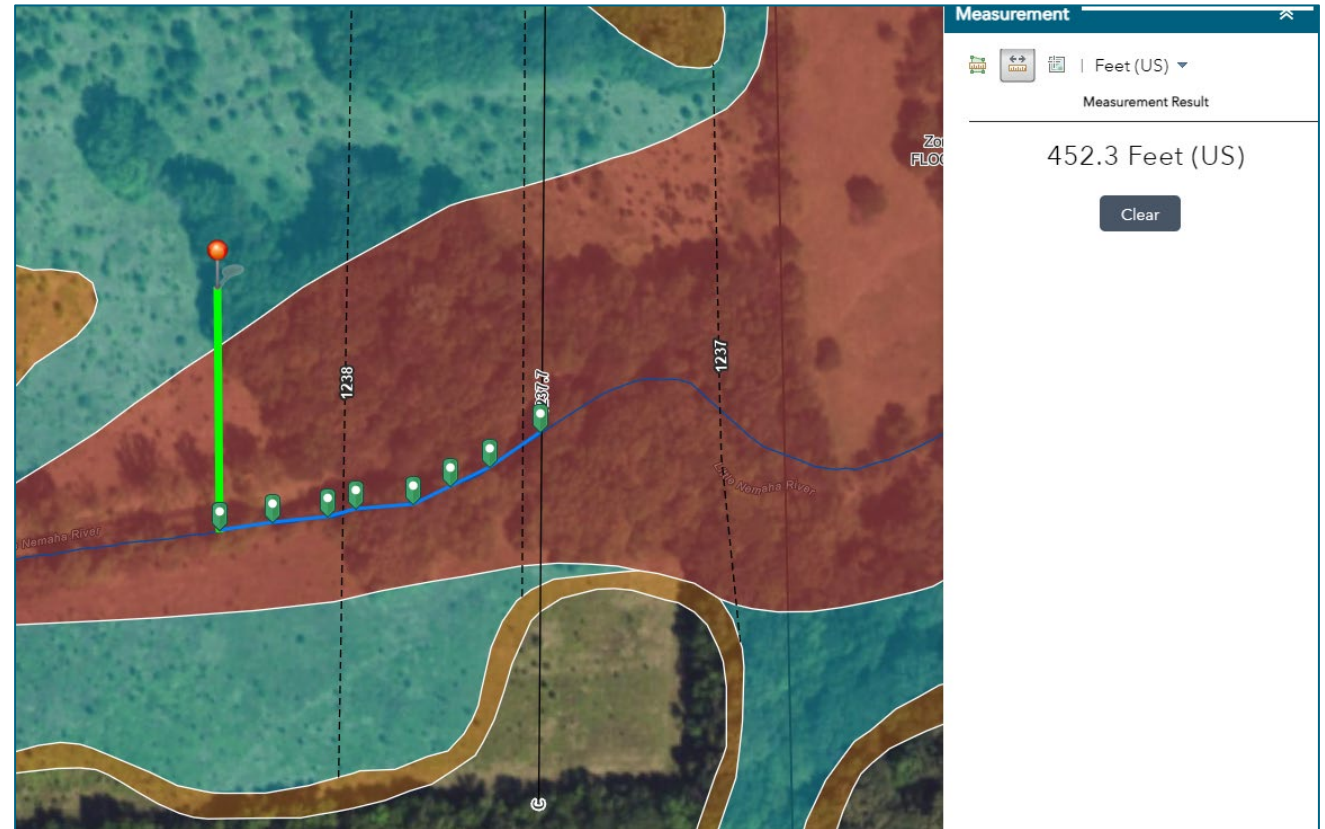 Measurement
Feet (US)
Measurement Result
452.3 Feet (US)
Clear
1238
237.7
1237
Nemaha River
Nemaha River
G